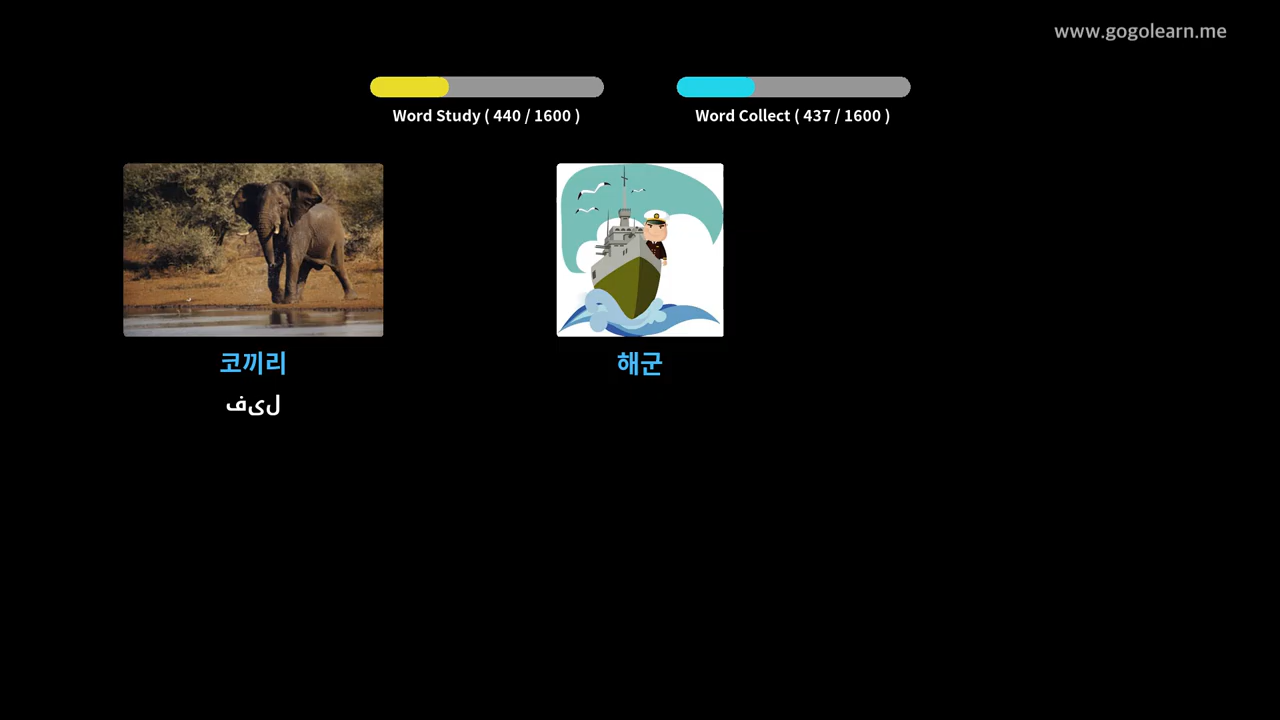 www.gogolearn.me
Word Study ( 440 / 1600 )
Word Collect ( 437 / 1600 )
코끼리
해군
فیل